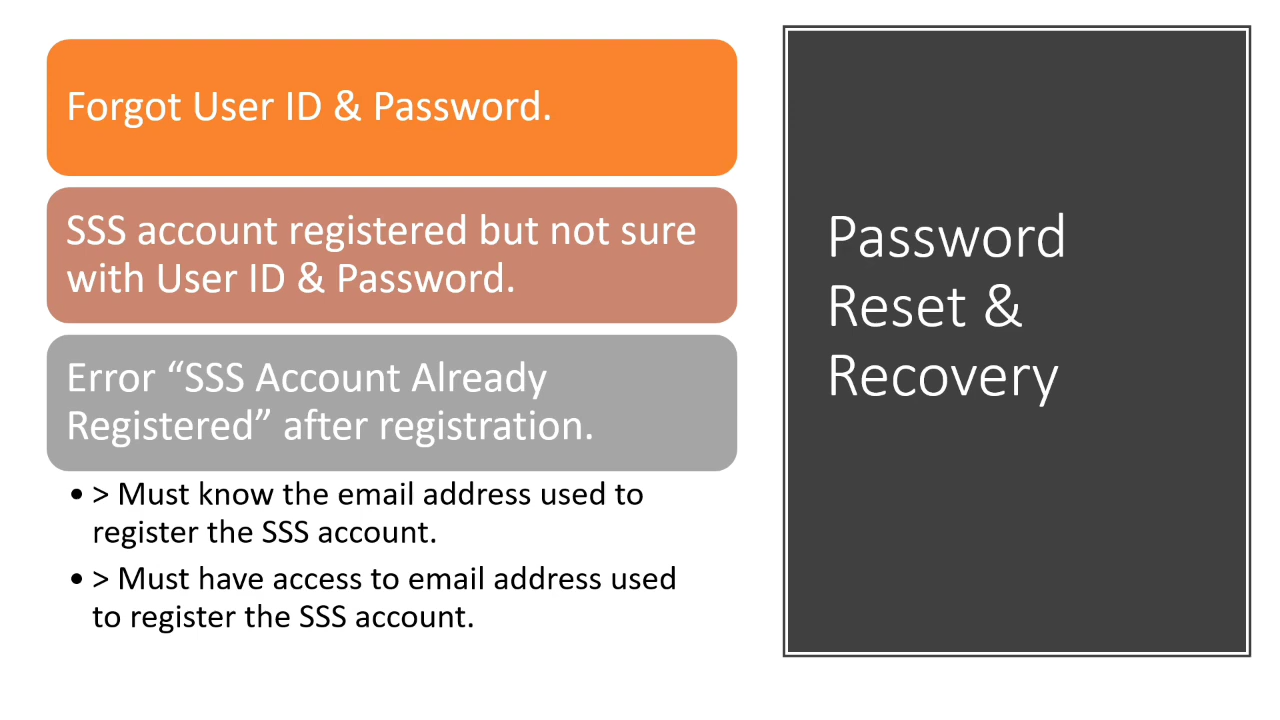 Forgot User ID & Password.
SSS account registered but not sure
with User ID & Password.
Error “SSS Account Already
Registered” after registration.
• > Must know the email address used to
register the SSS account.
• > Must have access to email address used
to register the SSS account.
Password
Reset &
Recovery